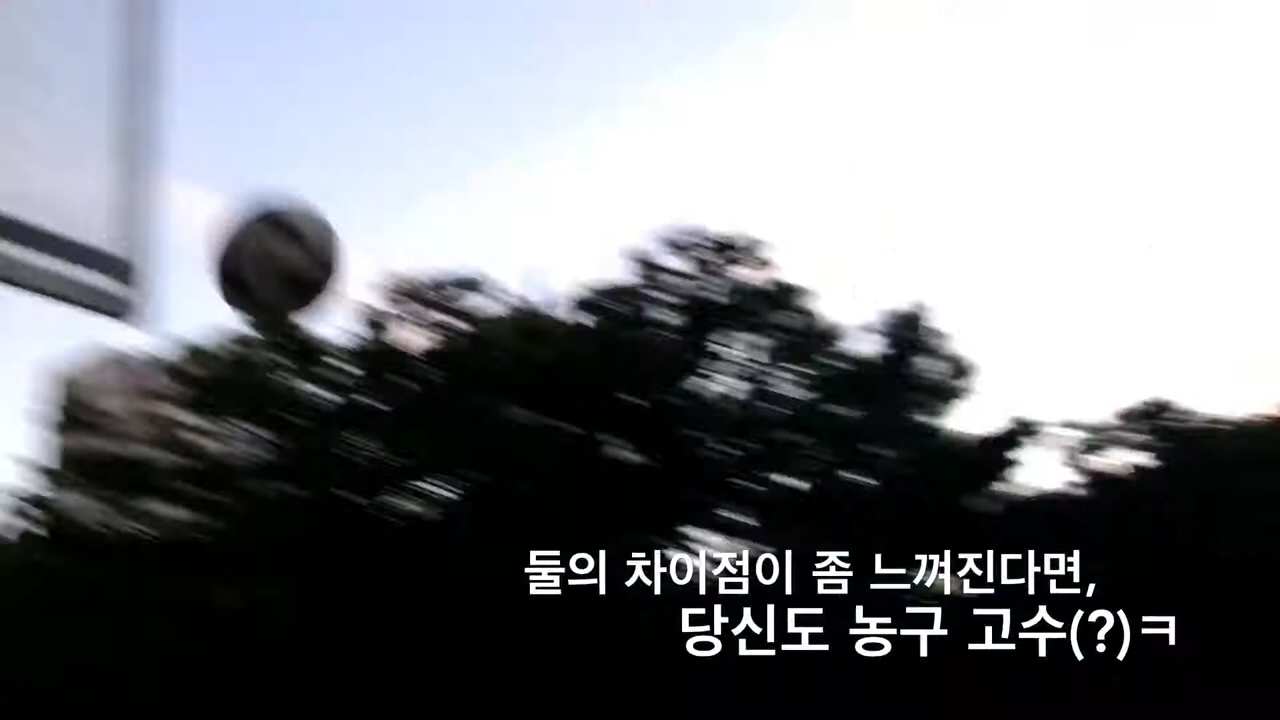 둘의 차이점이 좀 느껴진다면,
당신도 농구 고수(?)ㅋ